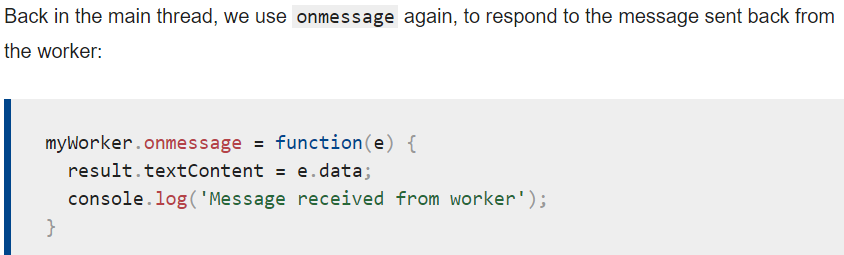 Back in the main thread, we use onmessage again, to respond to the message sent back from
the worker:
myWorker.onmessage = function(e) {
  result.textContent = e.data;
  console.log('Message received from worker');
}